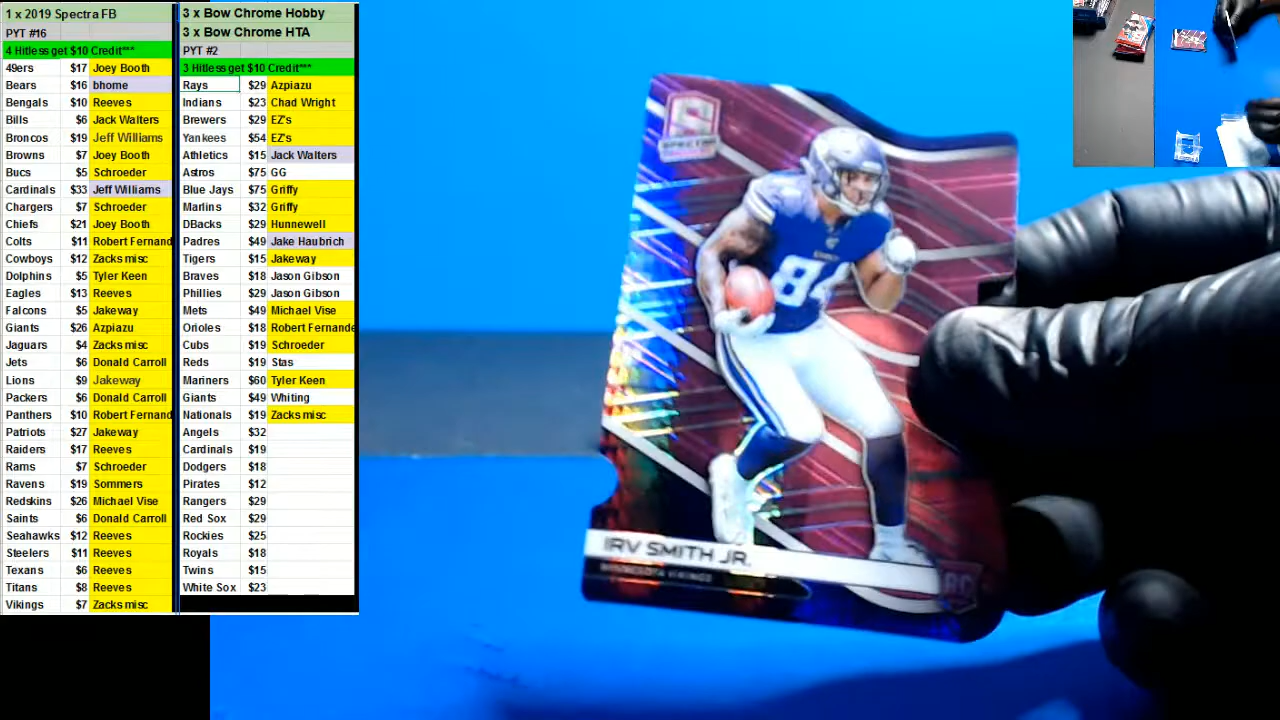 1 x 2019 Spectra FB
PYT #16
4 Hitless get $10 Credit***
49ers $17 Joey Booth
Bears $16 bhome
Bengals $10 Reeves
Bills $6 Jack Walters
Broncos $19 Jeff Williams
Browns $7 Joey Booth
Bucs $5 Schroeder
Cardinals $33 Jeff Williams
Chargers $7 Schroeder
Chiefs $21 Joey Booth
Colts $11 Robert Fernand
Cowboys $12 Zacks misc
Dolphins $5 Tyler Keen
Eagles $13 Reeves
Falcons $5 Jakeway
Giants $26 Azpiazu
Jaguars $4 Zacks misc
Jets $6 Donald Carroll
Lions $9 Jakeway
Packers $6 Donald Carroll
Panthers $10 Robert Fernand
Patriots $27 Jakeway
Raiders $17 Reeves
Rams $7 Schroeder
Ravens $19 Sommers
Redskins $26 Michael Vise
Saints $6 Donald Carroll
Seahawks $12 Reeves
Steelers $11 Reeves
Texans $6 Reeves
Titans $8 Reeves
Vikings $7 Zacks misc
3 x Bow Chrome Hobby
3 x Bow Chrome HTA
PYT #2
3 Hitless get $10 Credit***
Rays $29 Azpiazu
Indians $23 Chad Wright
Brewers $29 EZ's
Yankees $54 EZ's
Athletics $15 Jack Walters
Astros $75 GG
Blue Jays $75 Griffy
Marlins $32 Griffy
DBacks $29 Hunnewell
Padres $49 Jake Haubrich
Tigers $15 Jakeway
Braves $18 Jason Gibson
Phillies $29 Jason Gibson
Mets $49 Michael Vise
Orioles $18 Robert Fernande
Cubs $19 Schroeder
Reds $19 Stas
Mariners $60 Tyler Keen
Giants $49 Whiting
Nationals $19 Zacks misc
Angels $32
Cardinals $19
Dodgers $18
Pirates $12
Rangers $29
Red Sox $29
Rockies $25
Royals $18
Twins $15
White Sox $23
SPECTRA
84
IRV SMITH JR.
MINNESOTA VIKINGS
RC